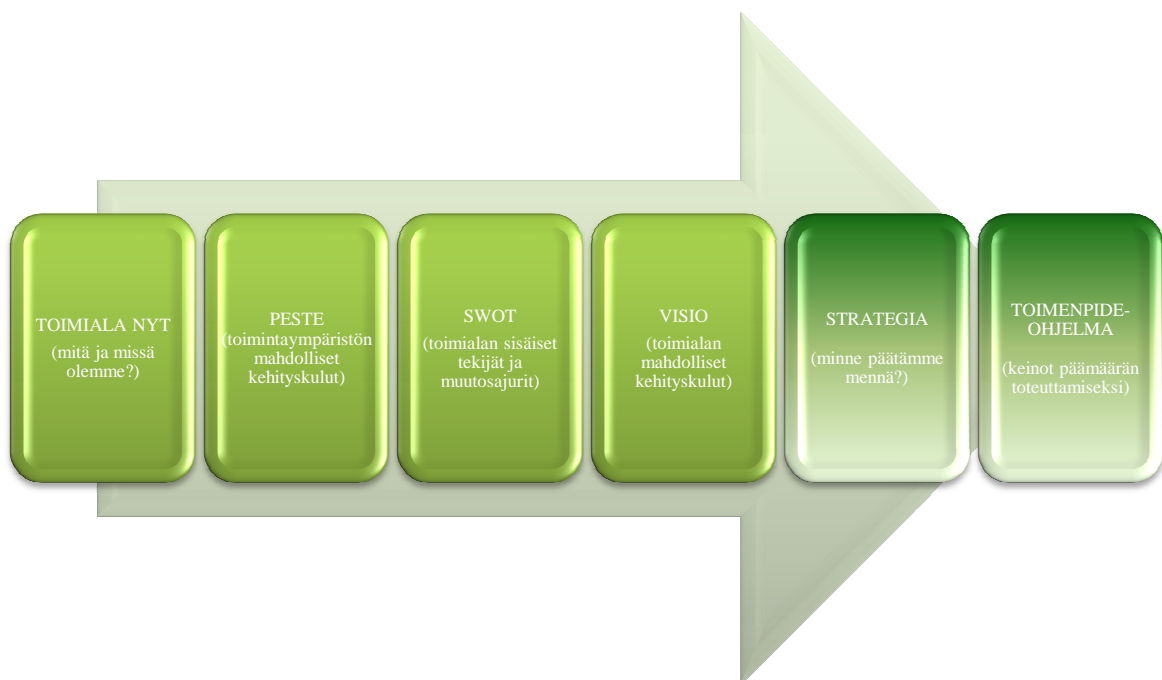 TOIMIALA NYT
(mitä ja missä
olemme?)
PESTE
(toimintaympäristön
mahdolliset
kehityskulut)
SWOT
(toimialan sisäiset
tekijät ja
muutosajurit)
VISIO
(toimialan
mahdolliset
kehityskulut)
STRATEGIA
(minne päätämme
mennä?)
TOIMENPIDE-
OHJELMA
(keinot päämäärän
toteuttamiseksi)